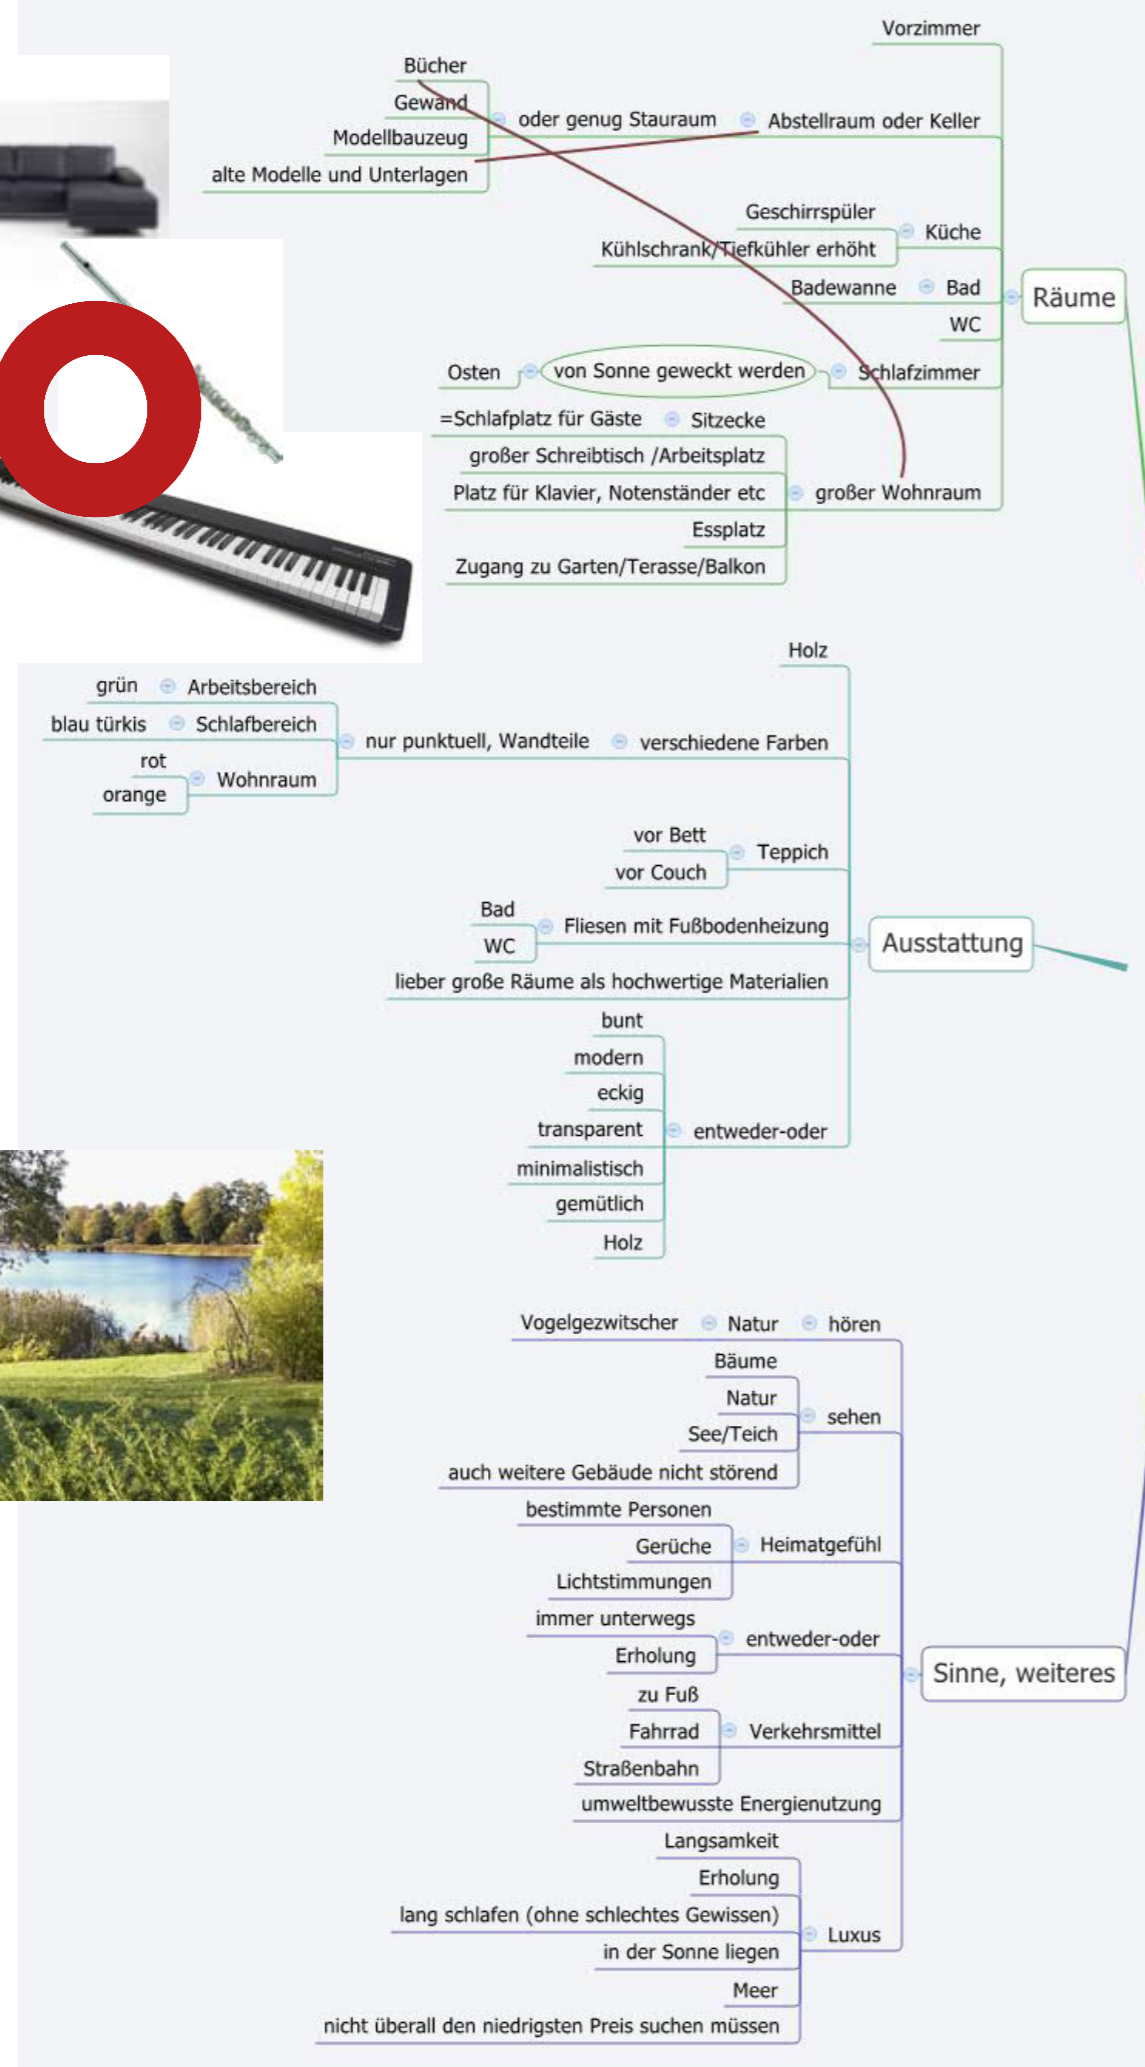 Vorzimmer
Bücher
Gewand
Modellbauzeug
alte Modelle und Unterlagen
oder genug Stauraum
Abstellraum oder Keller
Geschirrspüler
Kühlschrank/Tiefkühler erhöht
Küche
Badewanne
Bad
WC
Räume
Osten
von Sonne geweckt werden
Schlafzimmer
=Schlafplatz für Gäste
Sitzecke
großer Schreibtisch /Arbeitsplatz
Platz für Klavier, Notenständer etc
großer Wohnraum
Essplatz
Zugang zu Garten/Terasse/Balkon
Holz
grün
Arbeitsbereich
blau türkis
Schlafbereich
rot
orange
Wohnraum
nur punktuell, Wandteile
verschiedene Farben
vor Bett
vor Couch
Teppich
Bad
WC
Fliesen mit Fußbodenheizung
Ausstattung
lieber große Räume als hochwertige Materialien
bunt
modern
eckig
transparent
minimalistisch
gemütlich
Holz
entweder-oder
Vogelgezwitscher
Natur
hören
Bäume
Natur
See/Teich
auch weitere Gebäude nicht störend
sehen
bestimmte Personen
Gerüche
Lichtstimmungen
Heimatgefühl
immer unterwegs
Erholung
entweder-oder
Sinne, weiteres
zu Fuß
Fahrrad
Straßenbahn
Verkehrsmittel
umweltbewusste Energienutzung
Langsamkeit
Erholung
lang schlafen (ohne schlechtes Gewissen)
in der Sonne liegen
Meer
nicht überall den niedrigsten Preis suchen müssen
Luxus